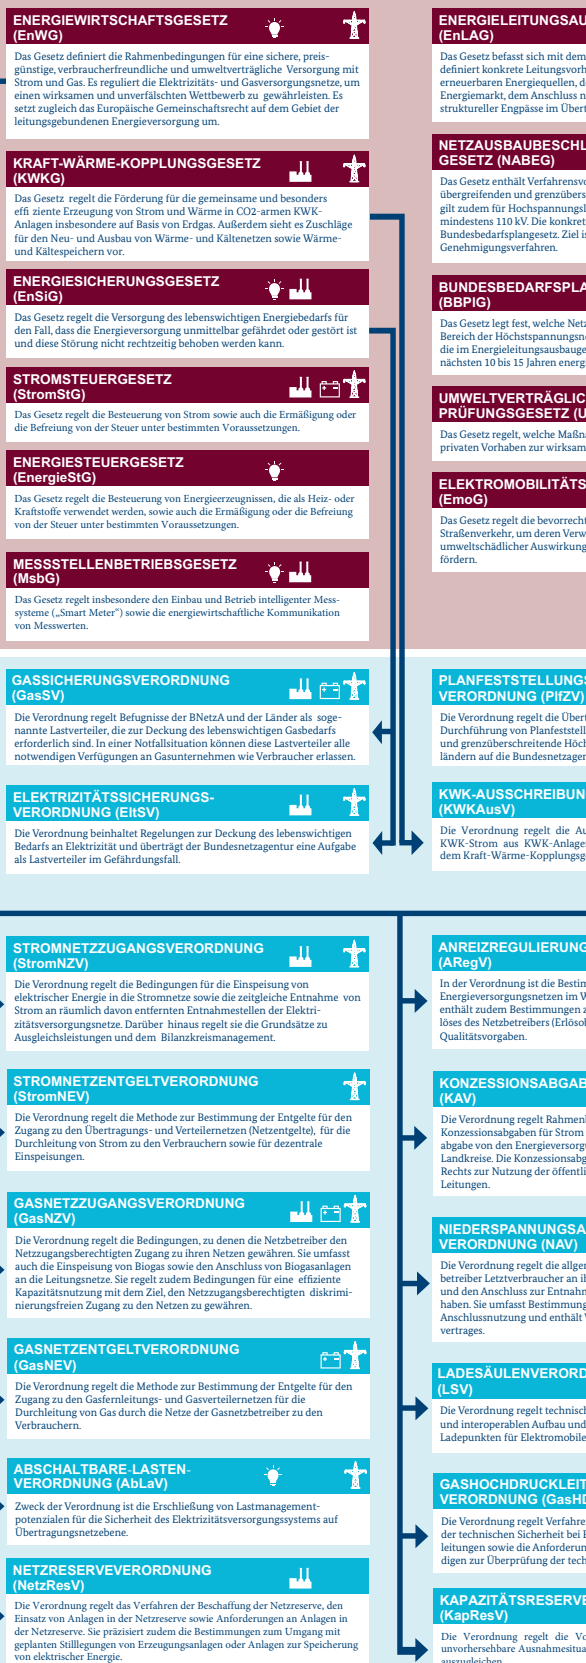 ENERGIEWIRTSCHAFTSGESETZ
(EnWG)
Das Gesetz definiert die Rahmenbedingungen für eine sichere, preis-
günstige, verbraucherfreundliche und umweltverträgliche Versorgung mit
Strom und Gas. Es reguliert die Elektrizitäts- und Gasversorgungsnetze, um
einen wirksamen und unverfälschten Wettbewerb zu gewährleisten. Es
setzt zugleich das Europäische Gemeinschaftsrecht auf dem Gebiet der
leitungsgebundenen Energieversorgung um.
KRAFT-WÄRME-KOPPLUNGSGESETZ
(KWKG)
Das Gesetz regelt die Förderung für die gemeinsame und besonders
effi ziente Erzeugung von Strom und Wärme in CO2-armen KWK-
Anlagen insbesondere auf Basis von Erdgas. Außerdem sieht es Zuschläge
für den Neu- und Ausbau von Wärme- und Kältenetzen sowie Wärme-
und Kältespeichern vor.
ENERGIESICHERUNGSGESETZ
(EnSiG)
Das Gesetz regelt die Versorgung des lebenswichtigen Energiebedarfs für
den Fall, dass die Energieversorgung unmittelbar gefährdet oder gestört ist
und diese Störung nicht rechtzeitig behoben werden kann.
STROMSTEUERGESETZ
(StromStG)
Das Gesetz regelt die Besteuerung von Strom sowie auch die Ermäßigung oder
die Befreiung von der Steuer unter bestimmten Voraussetzungen.
ENERGIESTEUERGESETZ
(EnergieStG)
Das Gesetz regelt die Besteuerung von Energieerzeugnissen, die als Heiz- oder
Kraftstoffe verwendet werden, sowie auch die Ermäßigung oder die Befreiung
von der Steuer unter bestimmten Voraussetzungen.
MESSSTELLENBETRIEBSGESETZ
(MsbG)
Das Gesetz regelt insbesondere den Einbau und Betrieb intelligenter Mess-
systeme („Smart Meter“) sowie die energiewirtschaftliche Kommunikation
von Messwerten.
GASSICHERUNGSVERORDNUNG
(GasSV)
Die Verordnung regelt Befugnisse der BNetzA und der Länder als soge-
nannte Lastverteiler, die zur Deckung des lebenswichtigen Gasbedarfs
erforderlich sind. In einer Notfallsituation können diese Lastverteiler alle
notwendigen Verfügungen an Gasunternehmen wie Verbraucher erlassen.
ELEKTRIZITÄTSSICHERUNGS-
VERORDNUNG (EltSV)
Die Verordnung beinhaltet Regelungen zur Deckung des lebenswichtigen
Bedarfs an Elektrizität und überträgt der Bundesnetzagentur eine Aufgabe
als Lastverteiler im Gefährdungsfall.
STROMNETZZUGANGSVERORDNUNG
(StromNZV)
Die Verordnung regelt die Bedingungen für die Einspeisung von
elektrischer Energie in die Stromnetze sowie die zeitgleiche Entnahme von
Strom an räumlich davon entfernten Entnahmestellen der Elektri-
zitätsversorgungsnetze. Darüber hinaus regelt sie die Grundsätze zu
Ausgleichsleistungen und dem Bilanzkreismanagement.
STROMNETZENTGELTVERORDNUNG
(StromNEV)
Die Verordnung regelt die Methode zur Bestimmung der Entgelte für den
Zugang zu den Übertragungs- und Verteilernetzen (Netzentgelte), für die
Durchleitung von Strom zu den Verbrauchern sowie für dezentrale
Einspeisungen.
GASNETZZUGANGSVERORDNUNG
(GasNZV)
Die Verordnung regelt die Bedingungen, zu denen die Netzbetreiber den
Netzzugangsberechtigten Zugang zu ihren Netzen gewähren. Sie umfasst
auch die Einspeisung von Biogas sowie den Anschluss von Biogasanlagen
an die Leitungsnetze. Sie regelt zudem Bedingungen für eine effiziente
Kapazitätsnutzung mit dem Ziel, den Netzzugangsberechtigten diskrimi-
nierungsfreien Zugang zu den Netzen zu gewähren.
GASNETZENTGELTVERORDNUNG
(GasNEV)
Die Verordnung regelt die Methode zur Bestimmung der Entgelte für den
Zugang zu den Gasfernleitungs- und Gasverteilernetzen für die
Durchleitung von Gas durch die Netze der Gasnetzbetreiber zu den
Verbrauchern.
ABSCHALTBARE-LASTEN-
VERORDNUNG (AbLaV)
Zweck der Verordnung ist die Erschließung von Lastmanagement-
potenzialen für die Sicherheit des Elektrizitätsversorgungssystems auf
Übertragungsnetzebene.
NETZRESERVEVERORDNUNG
(NetzResV)
Die Verordnung regelt das Verfahren der Beschaffung der Netzreserve, den
Einsatz von Anlagen in der Netzreserve sowie Anforderungen an Anlagen in
der Netzreserve. Sie präzisiert zudem die Bestimmungen zum Umgang mit
geplanten Stilllegungen von Erzeugungsanlagen oder Anlagen zur Speicherung
von elektrischer Energie.
ENERGIELEITUNGSAU
(EnLAG)
Das Gesetz befasst sich mit dem
definiert konkrete Leitungsvorh
erneuerbaren Energiequellen, d
Energiemarkt, dem Anschluss n
struktureller Engpässe im Übert
NETZAUSBAUBESCHL
GESETZ (NABEG)
Das Gesetz enthält Verfahrensvo
übergreifenden und grenzübers
gilt zudem für Hochspannungsl
mindestens 110 kV. Die konkret
Bundesbedarfsplangesetz. Ziel is
Genehmigungsverfahren.
BUNDESBEDARFSPLA
(BBPlG)
Das Gesetz legt fest, welche Netz
Bereich der Höchstspannungsne
die im Energieleitungsausbauge
nächsten 10 bis 15 Jahren energi
UMWELTVERTRÄGLIC
PRÜFUNGSGESETZ (U
Das Gesetz regelt, welche Maßna
privaten Vorhaben zur wirksam
ELEKTROMOBILITÄTS
(EmoG)
Das Gesetz regelt die bevorrecht
Straßenverkehr, um deren Verw
umweltschädlicher Auswirkung
fördern.
PLANFESTSTELLUNGS
VERORDNUNG (PlfZV)
Die Verordnung regelt die Übert
Durchführung von Planfeststell
und grenzüberschreitende Höch
ländern auf die Bundesnetzagen
KWK-AUSSCHREIBUN
(KWKAusV)
Die Verordnung regelt die Au
KWK-Strom aus KWK-Anlage
dem Kraft-Wärme-Kopplungsg
ANREIZREGULIERUNG
(ARegV)
In der Verordnung ist die Bestim
Energieversorgungsnetzen im W
enthält zudem Bestimmungen z
löses des Netzbetreibers (Erlösob
Qualitätsvorgaben.
KONZESSIONSABGAB
(KAV)
Die Verordnung regelt Rahmenb
Konzessionsabgaben für Strom
abgabe von den Energieversorgu
Landkreise. Die Konzessionsabg
Rechts zur Nutzung der öffentli
Leitungen.
NIEDERSPANNUNGSA
VERORDNUNG (NAV)
Die Verordnung regelt die allgem
betreiber Letztverbraucher an ih
und den Anschluss zur Entnahm
haben. Sie umfasst Bestimmung
Anschlussnutzung und enthält V
vertrages.
LADESÄULENVERORD
(LSV)
Die Verordnung regelt technisch
und interoperablen Aufbau und
Ladepunkten für Elektromobile
GASHOCHDRUCKLEIT
VERORDNUNG (GasHD
Die Verordnung regelt Verfahre
der technischen Sicherheit bei E
leitungen sowie die Anforderun
digen zur Überprüfung der tech
KAPAZITÄTSRESERVE
(KapResV)
Die Verordnung regelt die Vo
unvorhersehbare Ausnahmesitua
auszugleichen.